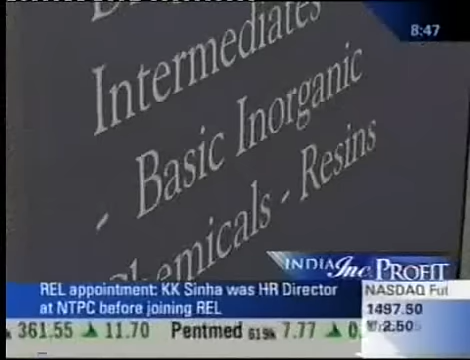 8:47
Intermediates
- Basic Inorganic
Chemicals - Resins
INDIA Inc PROFIT
REL appointment: KK Sinha was HR Director
at NTPC before joining REL
NASDAQ Fut
1497.50
2.50
361.55 ▲ 11.70 Pentmed 619k 7.77 ▲